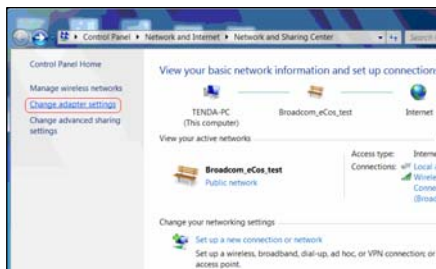 Control Panel ▸ Network and Internet ▸ Network and Sharing Center
Search
Control Panel Home
Manage wireless networks
Change adapter settings
Change advanced sharing
settings
View your basic network information and set up connections
TENDA-PC
(This computer)
Broadcom_eCos_test
Internet
View your active networks
Broadcom_eCos_test
Public network
Access type:
Connections:
Local
Change your networking settings
Set up a new connection or network
Set up a wireless, broadband, dial-up, ad hoc, or VPN connection; or
access point.